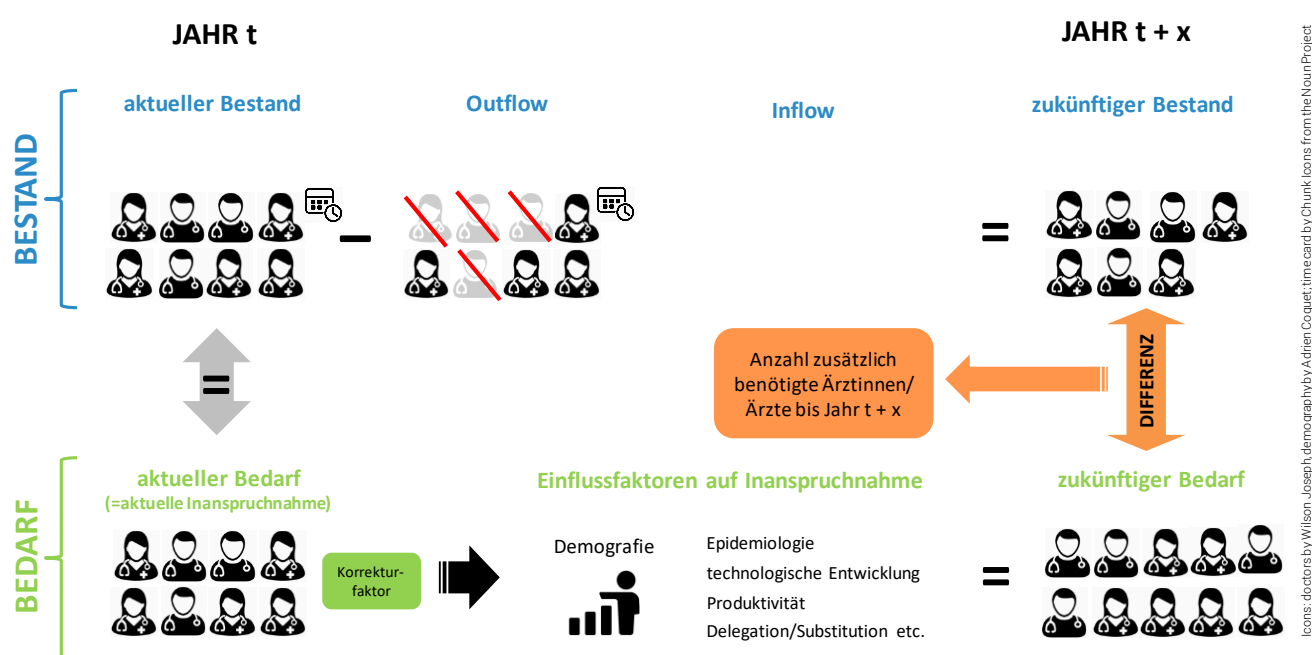 JAHR t
JAHR t + x
BESTAND
aktueller Bestand
Outflow
Inflow
zukünftiger Bestand
–
=
=
Anzahl zusätzlich
benötigte Ärztinnen/
Ärzte bis Jahr t + x
DIFFERENZ
BEDARF
aktueller Bedarf
(=aktuelle Inanspruchnahme)
Einflussfaktoren auf Inanspruchnahme
zukünftiger Bedarf
Korrektur-
faktor
Demografie
Epidemiologie
technologische Entwicklung
Produktivität
Delegation/Substitution etc.
=
Icons: doctors by Wilson Joseph, demography by Adrien Coquet; time card by Chunk Icons from the Noun Project